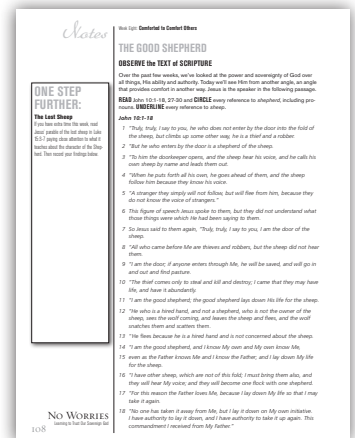 Notes
Week Eight: Comforted to Comfort Others
THE GOOD SHEPHERD
OBSERVE the TEXT of SCRIPTURE
Over the past few weeks, we've looked at the power and sovereignty of God over
all things, His ability and authority. Today we'll see Him from another angle, an angle
that provides comfort in another way. Jesus is the speaker in the following passage.
READ John 10:1-18, 27-30 and CIRCLE every reference to shepherd, including pro-
nouns. UNDERLINE every reference to sheep.
John 10:1-18
1 "Truly, truly, I say to you, he who does not enter by the door into the fold of
the sheep, but climbs up some other way, he is a thief and a robber.
2 "But he who enters by the door is a shepherd of the sheep.
3 "To him the doorkeeper opens, and the sheep hear his voice, and he calls his
own sheep by name and leads them out.
4 "When he puts forth all his own, he goes ahead of them, and the sheep
follow him because they know his voice.
5 "A stranger they simply will not follow, but will flee from him, because they
do not know the voice of strangers."
6 This figure of speech Jesus spoke to them, but they did not understand what
those things were which He had been saying to them.
7 So Jesus said to them again, "Truly, truly, I say to you, I am the door of the
sheep.
8 "All who came before Me are thieves and robbers, but the sheep did not hear
them.
9 "I am the door; if anyone enters through Me, he will be saved, and will go in
and out and find pasture.
10 "The thief comes only to steal and kill and destroy; I came that they may have
life, and have it abundantly.
11 "I am the good shepherd; the good shepherd lays down His life for the sheep.
12 "He who is a hired hand, and not a shepherd, who is not the owner of the
sheep, sees the wolf coming, and leaves the sheep and flees, and the wolf
snatches them and scatters them.
13 "He flees because he is a hired hand and is not concerned about the sheep.
14 "I am the good shepherd, and I know My own and My own know Me,
15 even as the Father knows Me and I know the Father; and I lay down My life
for the sheep.
16 "I have other sheep, which are not of this fold; I must bring them also, and
they will hear My voice; and they will become one flock with one shepherd.
17 "For this reason the Father loves Me, because I lay down My life so that I may
take it again.
18 "No one has taken it away from Me, but I lay it down on My own initiative.
I have authority to lay it down, and I have authority to take it up again. This
commandment I received from My Father."
ONE STEP
FURTHER:
The Lost Sheep
If you have extra time this week, read
Jesus' parable of the lost sheep in Luke
15:3-7 paying close attention to what it
teaches about the character of the Shep-
herd. Then record your findings below.
NO WORRIES
Learning to Trust Our Sovereign God
108